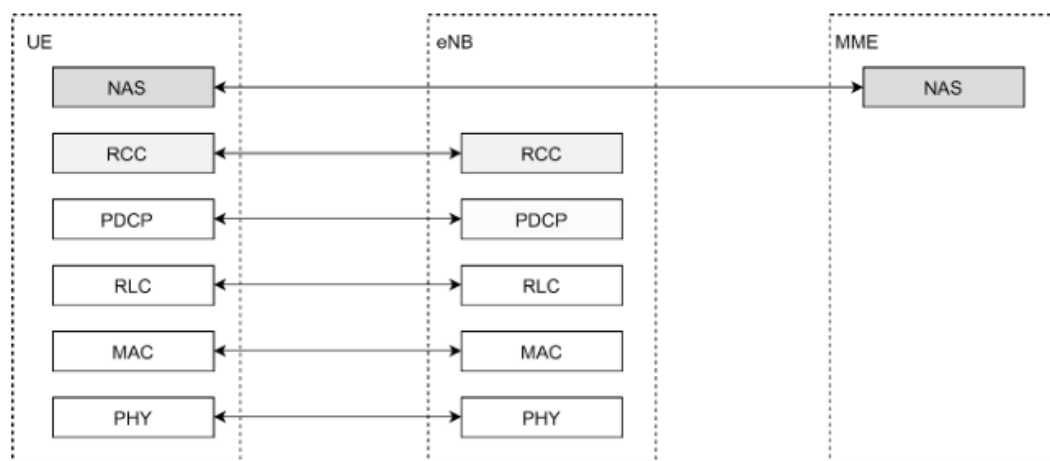 UE
eNB
MME
NAS
NAS
RCC
RCC
PDCP
PDCP
RLC
RLC
MAC
MAC
PHY
PHY